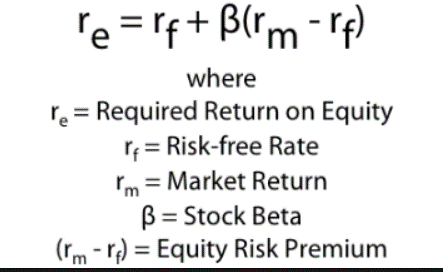 re = rf + β(rm - rf)
where
re = Required Return on Equity
rf = Risk-free Rate
rm = Market Return
β = Stock Beta
(rm - rf) = Equity Risk Premium